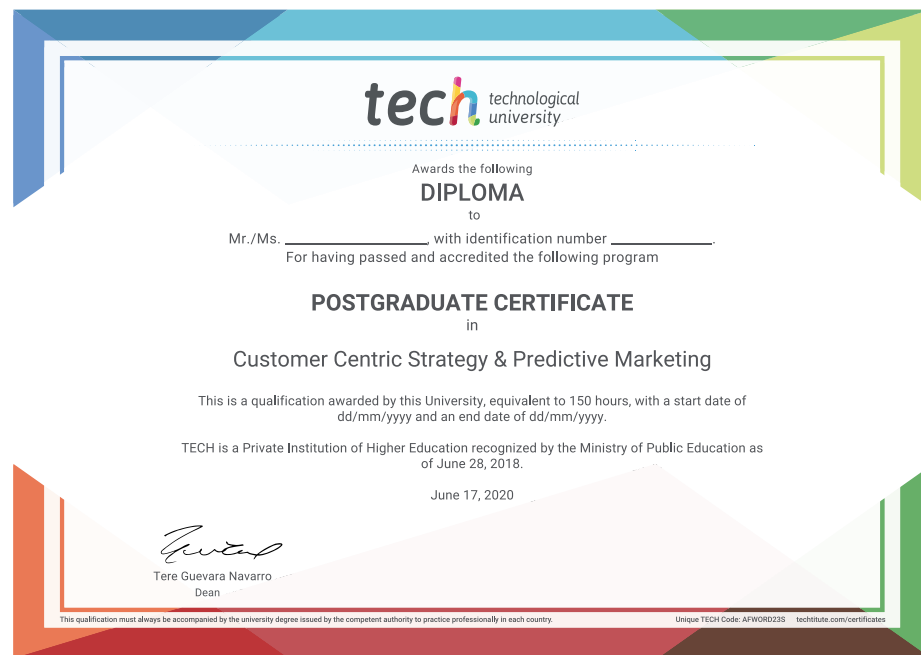 tech technological
university
Awards the following
DIPLOMA
to
Mr./Ms. ____________________, with identification number ______________.
For having passed and accredited the following program
POSTGRADUATE CERTIFICATE
in
Customer Centric Strategy & Predictive Marketing
This is a qualification awarded by this University, equivalent to 150 hours, with a start date of
dd/mm/yyyy and an end date of dd/mm/yyyy.
TECH is a Private Institution of Higher Education recognized by the Ministry of Public Education as
of June 28, 2018.
June 17, 2020
Tere Guevara Navarro
Dean
This qualification must always be accompanied by the university degree issued by the competent authority to practice professionally in each country.
Unique TECH Code: AFWORD23S techtitute.com/certificates